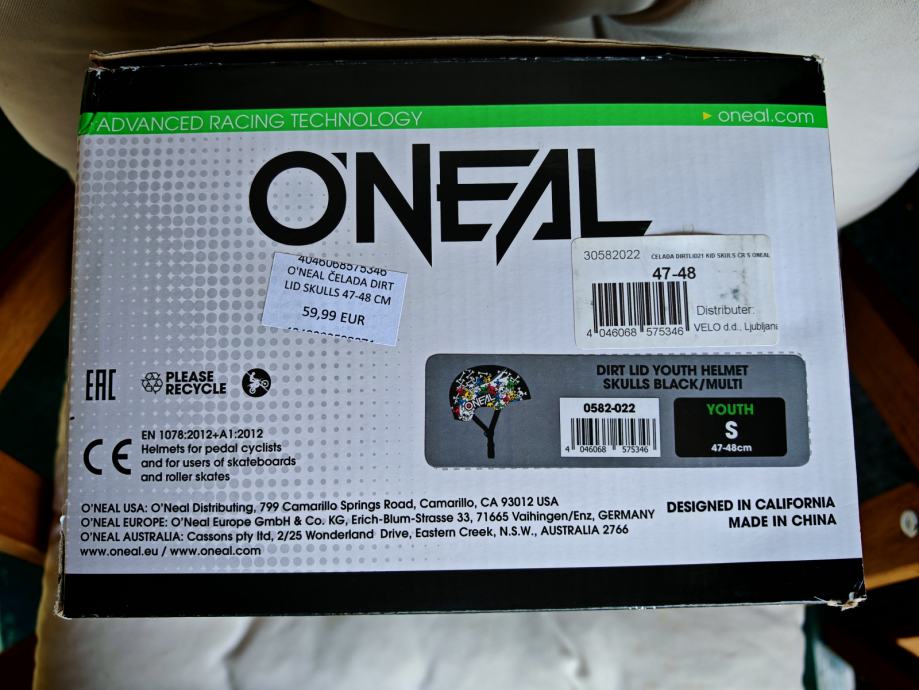 ADVANCED RACING TECHNOLOGY
oneal.com
O'NEAL
4046068575346
O'NEAL ČELADA DIRT
LID SKULLS 47-48 CM
59,99 EUR
30582022 ČELADA DIRTLID21 KID SKULS CR S ONEAL
47-48
4 046068 575346
Distributer:
VELO d.d., Ljubljana
EAC
PLEASE
RECYCLE
DIRT LID YOUTH HELMET
SKULLS BLACK/MULTI
O'NEAL
0582-022
4 046068 575346
YOUTH
S
47-48cm
CE
EN 1078:2012+A1:2012
Helmets for pedal cyclists
and for users of skateboards
and roller skates
O'NEAL USA: O'Neal Distributing, 799 Camarillo Springs Road, Camarillo, CA 93012 USA
O'NEAL EUROPE: O'Neal Europe GmbH & Co. KG, Erich-Blum-Strasse 33, 71665 Vaihingen/Enz, GERMANY
O'NEAL AUSTRALIA: Cassons pty ltd, 2/25 Wonderland Drive, Eastern Creek, N.S.W., AUSTRALIA 2766
www.oneal.eu / www.oneal.com
DESIGNED IN CALIFORNIA
MADE IN CHINA